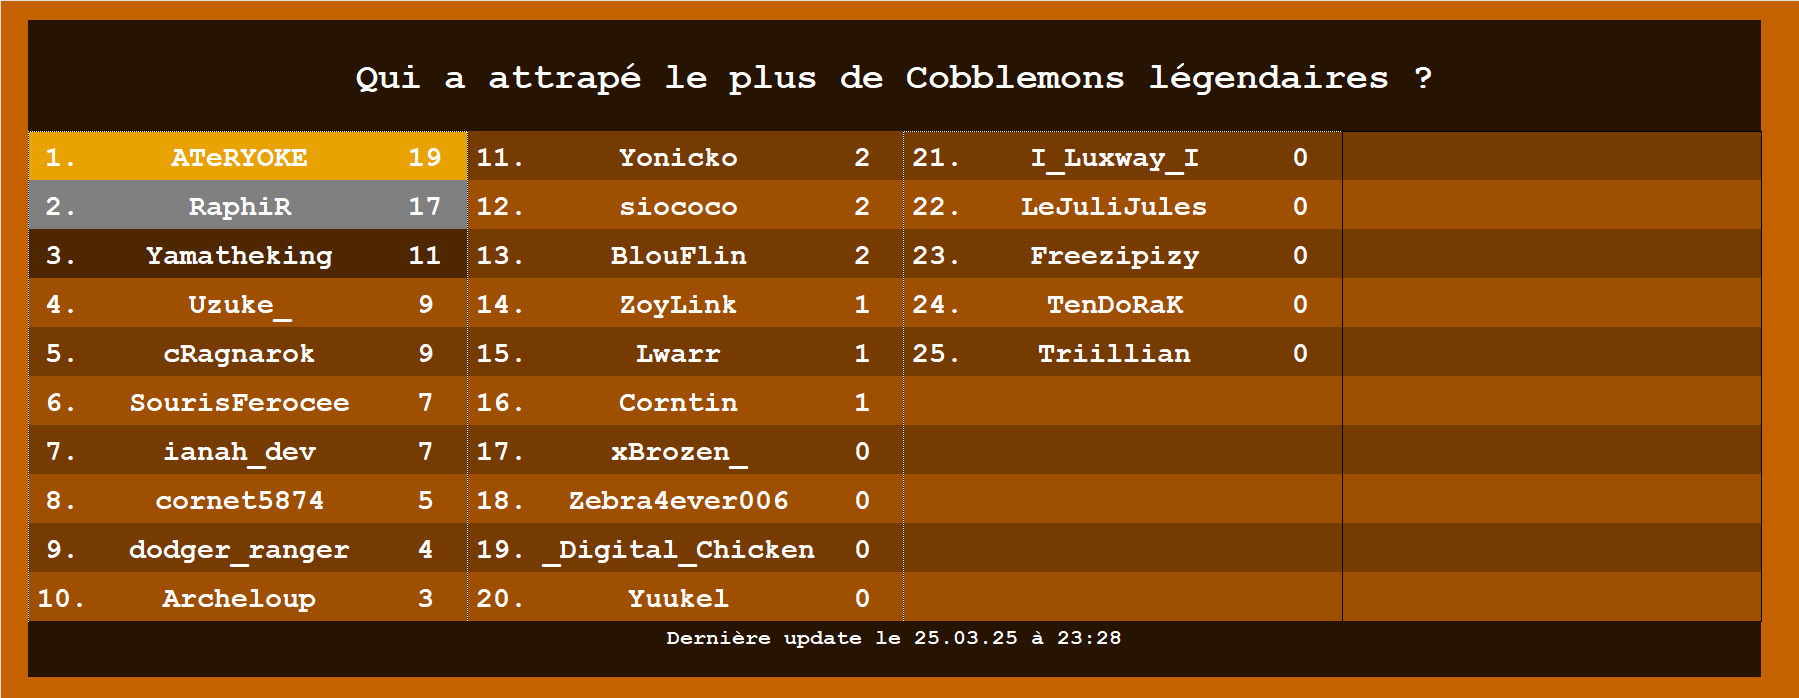 Qui a attrapé le plus de Cobblemons légendaires ?
1. ATeRYOKE 19 11. Yonicko 2 21. I_Luxway_I 0
2. RaphiR 17 12. siococo 2 22. LeJuliJules 0
3. Yamatheking 11 13. BlouFlin 2 23. Freezipizy 0
4. Uzuke_ 9 14. ZoyLink 1 24. TenDoRaK 0
5. cRagnarok 9 15. Lwarr 1 25. Triillian 0
6. SourisFerocee 7 16. Corntin 1
7. ianah_dev 7 17. xBrozen_ 0
8. cornet5874 5 18. Zebra4ever006 0
9. dodger_ranger 4 19. _Digital_Chicken 0
10. Archeloup 3 20. Yuukel 0
Dernière update le 25.03.25 à 23:28